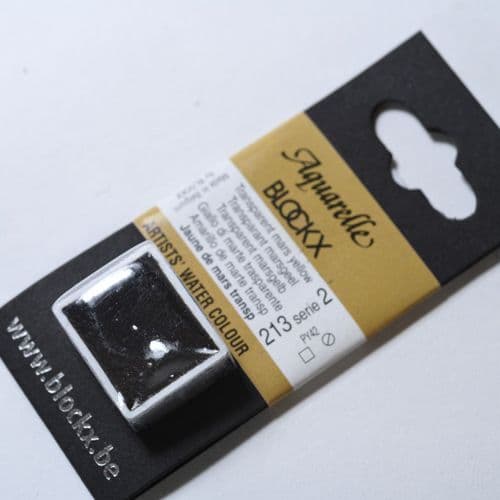 Aquarelle
BLOCKX
Transparent mars yellow
Transparant marsgeel
Transparent marsgelb
Giallo di marte trasparente
Amarillo de marte transp
Jaune de mars transp
213 serie 2
PY42
ARTISTS' WATER COLOUR
www.blockx.be